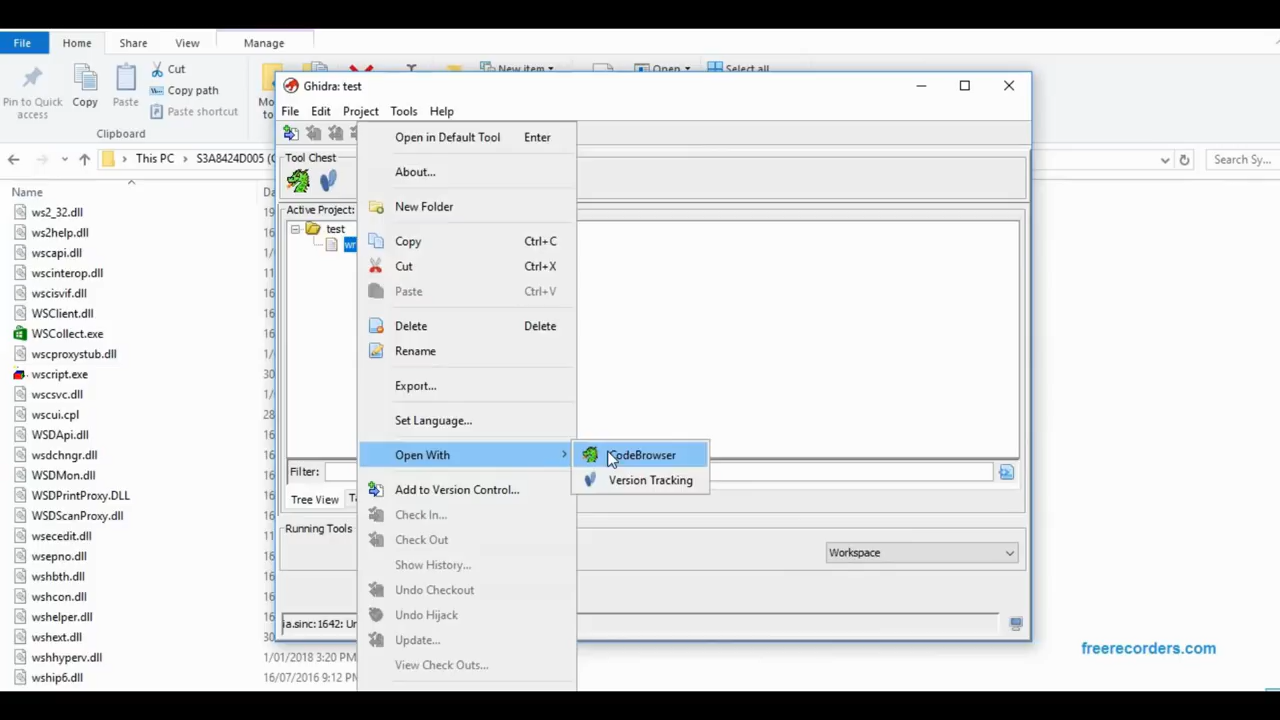 File
Home
Share
View
Manage
Pin to Quick
access
Copy
Paste
Cut
Copy path
Paste shortcut
Clipboard
New item
Open
Select all
This PC
S3A8424D005
Search Sy...
Name
ws2_32.dll
ws2help.dll
wscapi.dll
wscinterop.dll
wscisvif.dll
WSClient.dll
WSCollect.exe
wscproxystub.dll
wscript.exe
wscsvc.dll
wscui.cpl
WSDApi.dll
wsdchngr.dll
WSDMon.dll
WSDPrintProxy.DLL
WSDScanProxy.dll
wsecedit.dll
wsepno.dll
wshbth.dll
wshcon.dll
wshelper.dll
wshext.dll
wshhyperv.dll
1/01/2018 3:20 PM
wship6.dll
16/07/2016 9:12 PM
Ghidra: test
File
Edit
Project
Tools
Help
Tool Chest
Active Project:
test
Filter:
Tree View
Running Tools
Workspace
ia.sinc:1642:
Open in Default Tool Enter
About...
New Folder
Copy Ctrl+C
Cut Ctrl+X
Paste Ctrl+V
Delete Delete
Rename
Export...
Set Language...
Open With
CodeBrowser
Version Tracking
Add to Version Control...
Check In...
Check Out
Show History...
Undo Checkout
Undo Hijack
Update...
View Check Outs...
freerecorders.com